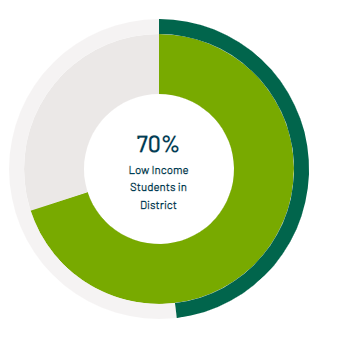 70%
Low Income
Students in
District